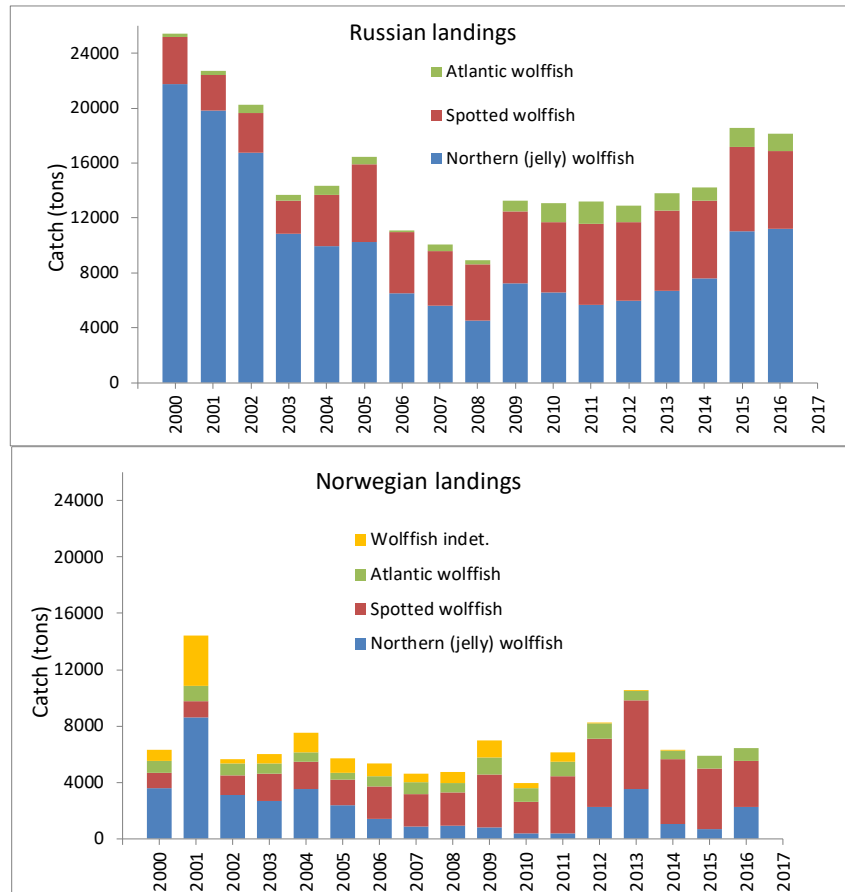 Russian landings
24000
20000
16000
12000
8000
4000
0
Catch (tons)
Atlantic wolffish
Spotted wolffish
Northern (jelly) wolffish
2000 2001 2002 2003 2004 2005 2006 2007 2008 2009 2010 2011 2012 2013 2014 2015 2016 2017
Norwegian landings
24000
20000
16000
12000
8000
4000
0
Catch (tons)
Wolffish indet.
Atlantic wolffish
Spotted wolffish
Northern (jelly) wolffish
2000 2001 2002 2003 2004 2005 2006 2007 2008 2009 2010 2011 2012 2013 2014 2015 2016 2017